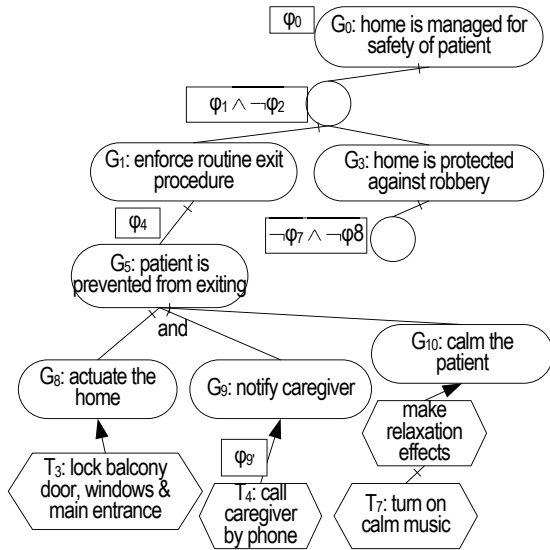 φ₀
G₀: home is managed for
safety of patient
φ₁ ∧ ¬φ₂
G₁: enforce routine exit
procedure
G₃: home is protected
against robbery
φ₄
¬φ₇ ∧ ¬φ8
G₅: patient is
prevented from exiting
and
G₁₀: calm the
patient
G₈: actuate the
home
G₉: notify caregiver
make
relaxation
effects
φ₉'
T₃: lock balcony
door, windows &
main entrance
T₄: call
caregiver
by phone
T₇: turn on
calm music